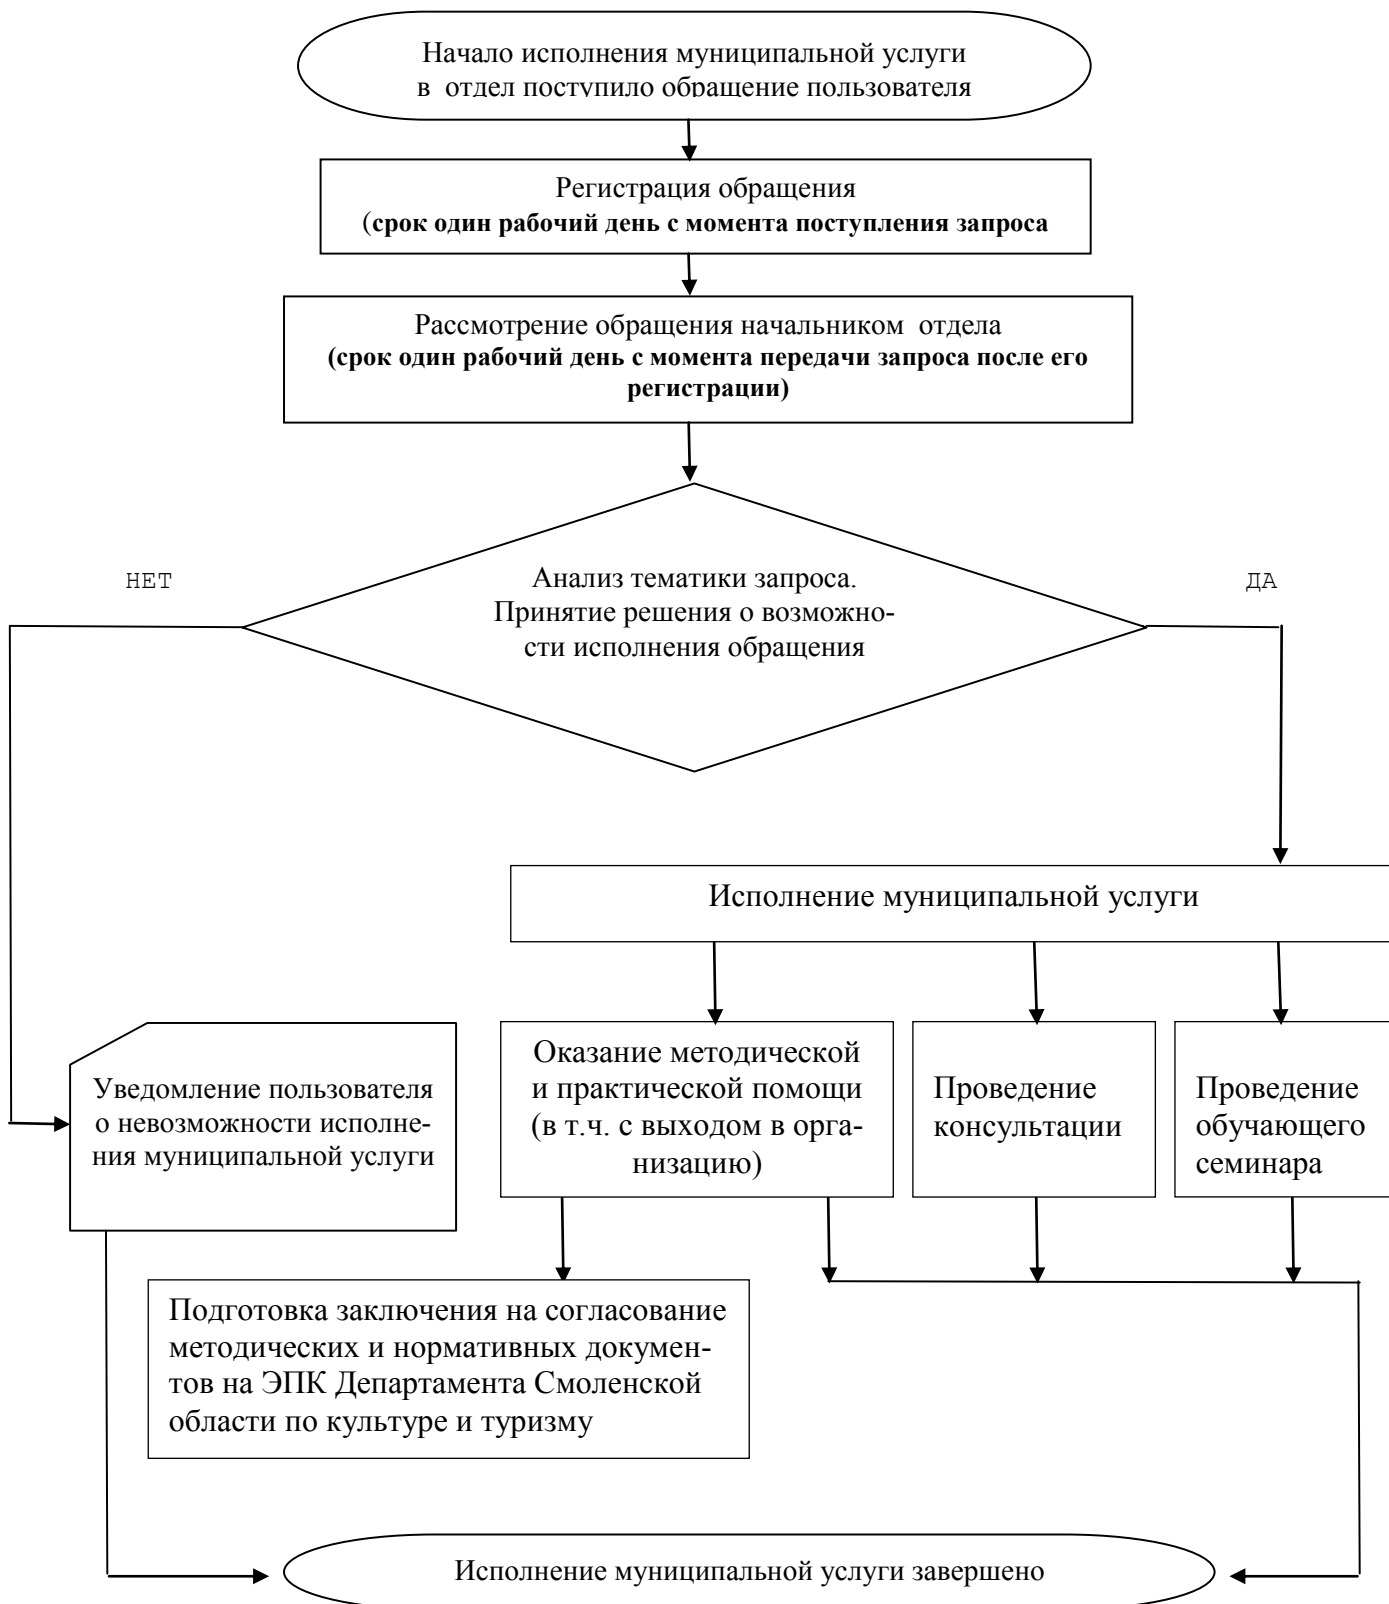 Начало исполнения муниципальной услуги
в отдел поступило обращение пользователя
Регистрация обращения
(срок один рабочий день с момента поступления запроса
Рассмотрение обращения начальником отдела
(срок один рабочий день с момента передачи запроса после его
регистрации)
НЕТ
ДА
Анализ тематики запроса.
Принятие решения о возможно-
сти исполнения обращения
Исполнение муниципальной услуги
Уведомление пользователя
о невозможности исполне-
ния муниципальной услуги
Оказание методической
и практической помощи
(в т.ч. с выходом в орга-
низацию)
Проведение
консультации
Проведение
обучающего
семинара
Подготовка заключения на согласование
методических и нормативных докумен-
тов на ЭПК Департамента Смоленской
области по культуре и туризму
Исполнение муниципальной услуги завершено